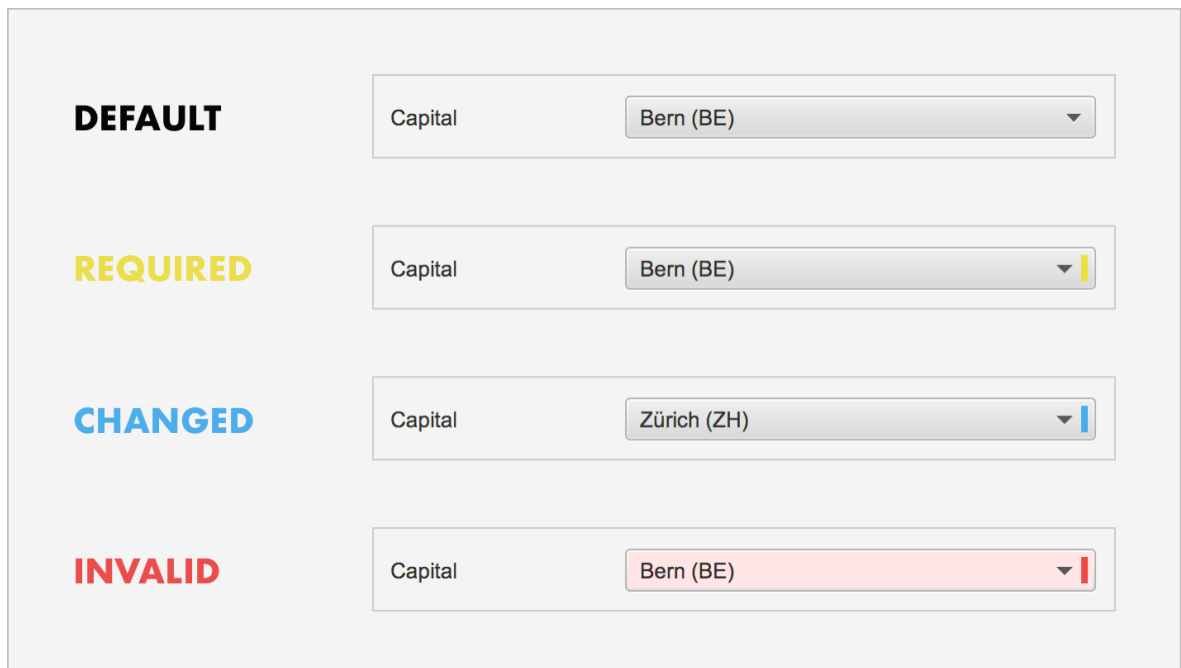 DEFAULT Capital Bern (BE)
REQUIRED Capital Bern (BE)
CHANGED Capital Zürich (ZH)
INVALID Capital Bern (BE)